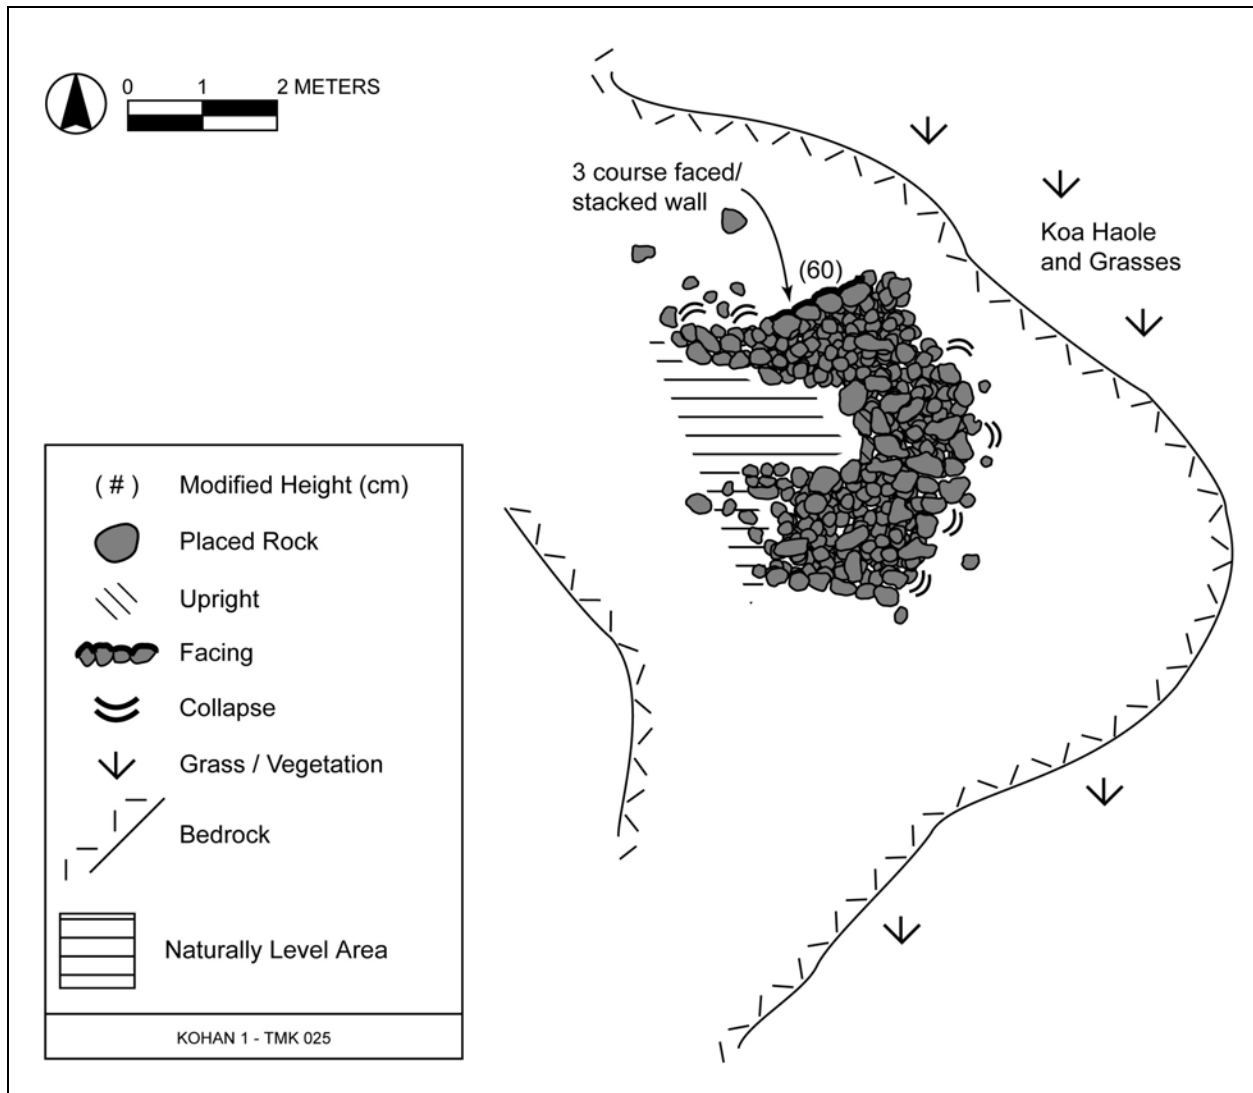 0 1 2 METERS
3 course faced/
stacked wall
(60)
Koa Haole
and Grasses
( # ) Modified Height (cm)
Placed Rock
Upright
Facing
Collapse
Grass / Vegetation
Bedrock
Naturally Level Area
KOHAN 1 - TMK 025